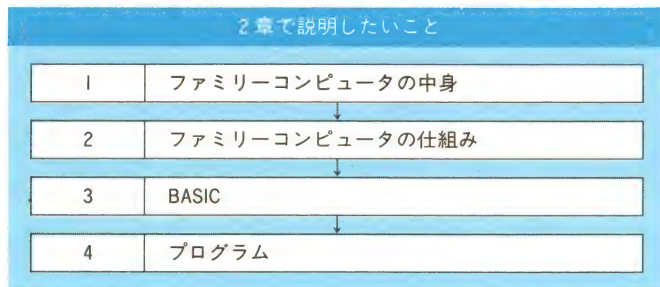 2章で説明したいこと
1 ファミリーコンピュータの中身
2 ファミリーコンピュータの仕組み
3 BASIC
4 プログラム